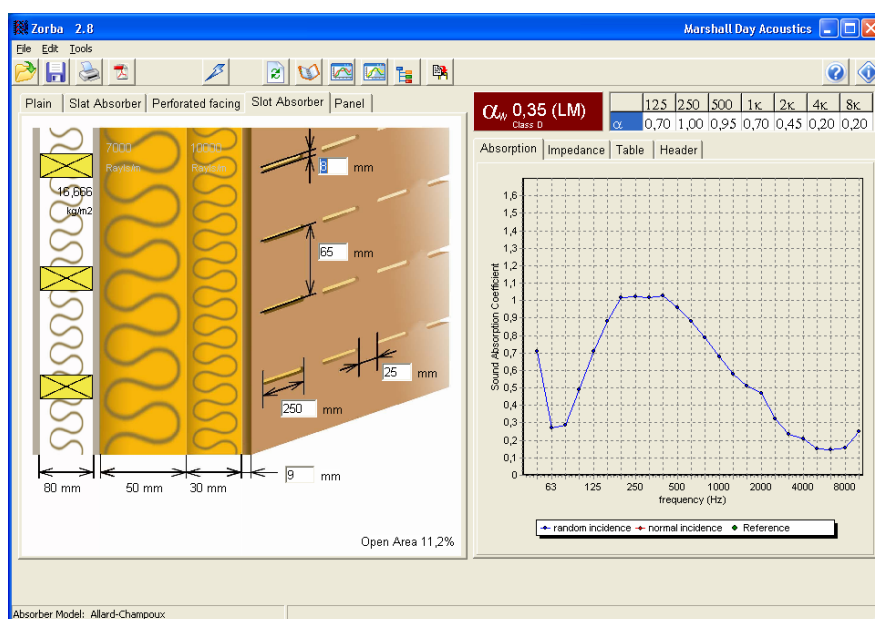 Zorba 2.8 Marshall Day Acoustics
File Edit Tools
Plain Slat Absorber Perforated facing Slot Absorber Panel
7000
Rayls/m
16,666
kg/m2
8 mm
65 mm
25 mm
250 mm
9 mm
80 mm 50 mm 30 mm
Open Area 11,2%
αw 0,35 (LM)
Class D
125 250 500 1K 2K 4K 8K
α 0,70 1,00 0,95 0,70 0,45 0,20 0,20
Absorption Impedance Table Header
Sound Absorption Coefficient
1,6
1,5
1,4
1,3
1,2
1,1
1
0,9
0,8
0,7
0,6
0,5
0,4
0,3
0,2
0,1
0
63 125 250 500 1000 2000 4000 8000
frequency (Hz)
random incidence normal incidence Reference
Absorber Model: Allard-Champoux